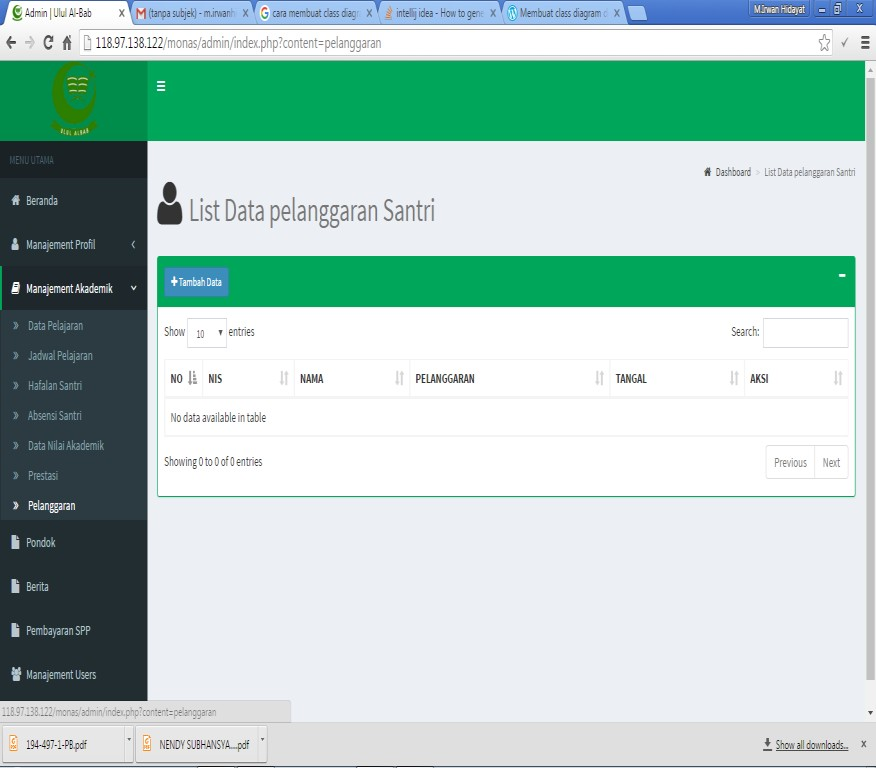 Admin | Ulul Al-Bab
(tanpa subjek) - m.irwanh
cara membuat class diagr
intellij idea - How to gene
Membuat class diagram d
M.Irwan Hidayat
118.97.138.122/monas/admin/index.php?content=pelanggaran
ULUL ALBAB
MENU UTAMA
Beranda
Manajement Profil
Manajement Akademik
Data Pelajaran
Jadwal Pelajaran
Hafalan Santri
Absensi Santri
Data Nilai Akademik
Prestasi
Pelanggaran
Pondok
Berita
Pembayaran SPP
Manajement Users
Dashboard > List Data pelanggaran Santri
List Data pelanggaran Santri
Tambah Data
Show 10 entries
Search:
NO NIS NAMA PELANGGARAN TANGAL AKSI
No data available in table
Showing 0 to 0 of 0 entries
Previous Next
118.97.138.122/monas/admin/index.php?content=pelanggaran
194-497-1-PB.pdf
NENDY SUBHANSYA....pdf
Show all downloads...